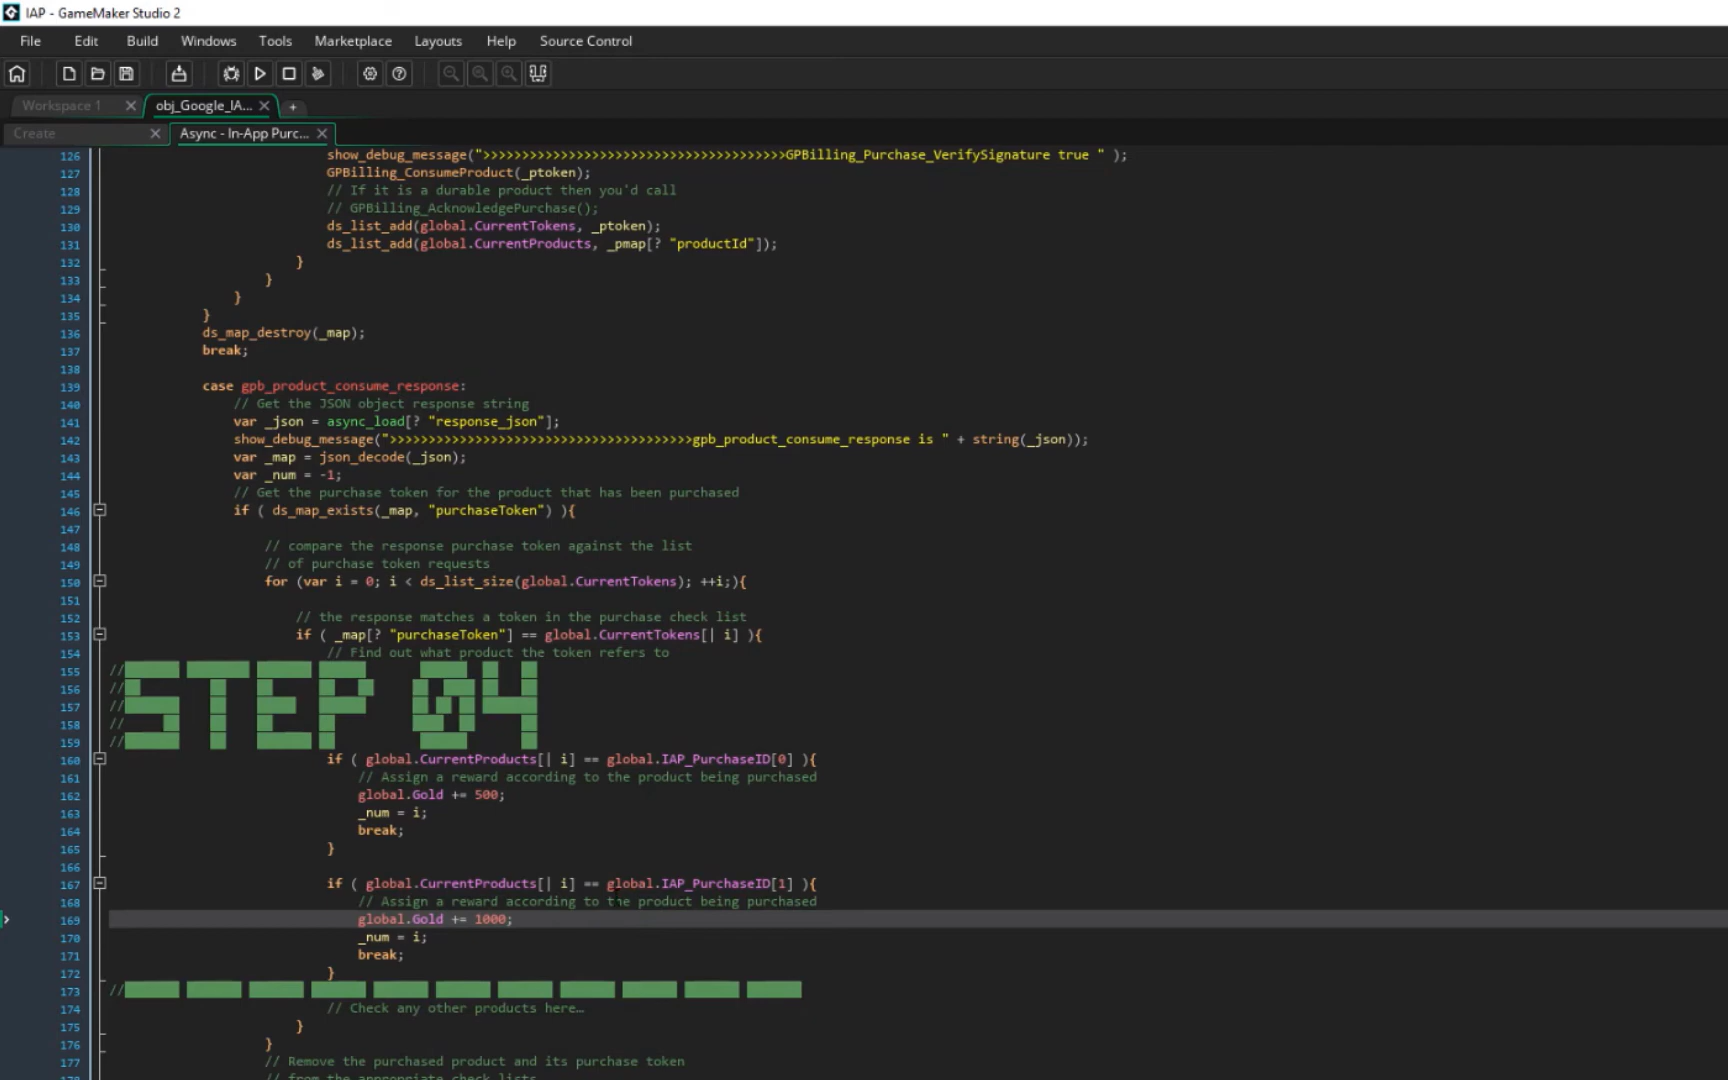 IAP - GameMaker Studio 2
File Edit Build Windows Tools Marketplace Layouts Help Source Control
Workspace 1 obj_Google_IA... +
Create Async - In-App Purc...
126 show_debug_message(">>>>>>>>>>>>>>>>>>>>>>>>>>>>>>>>>>>>>>>GPBilling_Purchase_VerifySignature true " );
127 GPBilling_ConsumeProduct(_ptoken);
128 // If it is a durable product then you'd call
129 // GPBilling_AcknowledgePurchase();
130 ds_list_add(global.CurrentTokens, _ptoken);
131 ds_list_add(global.CurrentProducts, _pmap[? "productId"]);
132 }
133 }
134 }
135 }
136 ds_map_destroy(_map);
137 break;
138
139 case gpb_product_consume_response:
140 // Get the JSON object response string
141 var _json = async_load[? "response_json"];
142 show_debug_message(">>>>>>>>>>>>>>>>>>>>>>>>>>>>>>>>>>>>>>>gpb_product_consume_response is " + string(_json));
143 var _map = json_decode(_json);
144 var _num = -1;
145 // Get the purchase token for the product that has been purchased
146 if ( ds_map_exists(_map, "purchaseToken") ){
147
148 // compare the response purchase token against the list
149 // of purchase token requests
150 for (var i = 0; i < ds_list_size(global.CurrentTokens); ++i;){
151
152 // the response matches a token in the purchase check list
153 if ( _map[? "purchaseToken"] == global.CurrentTokens[| i] ){
154 // Find out what product the token refers to
155 //
156 //
157 // STEP 04
158 //
159 //
160 if ( global.CurrentProducts[| i] == global.IAP_PurchaseID[0] ){
161 // Assign a reward according to the product being purchased
162 global.Gold += 500;
163 _num = i;
164 break;
165 }
166
167 if ( global.CurrentProducts[| i] == global.IAP_PurchaseID[1] ){
168 // Assign a reward according to the product being purchased
169 global.Gold += 1000;
170 _num = i;
171 break;
172 }
173 //
174 // Check any other products here…
175 }
176 }
177 // Remove the purchased product and its purchase token
178 // from the appropriate check lists